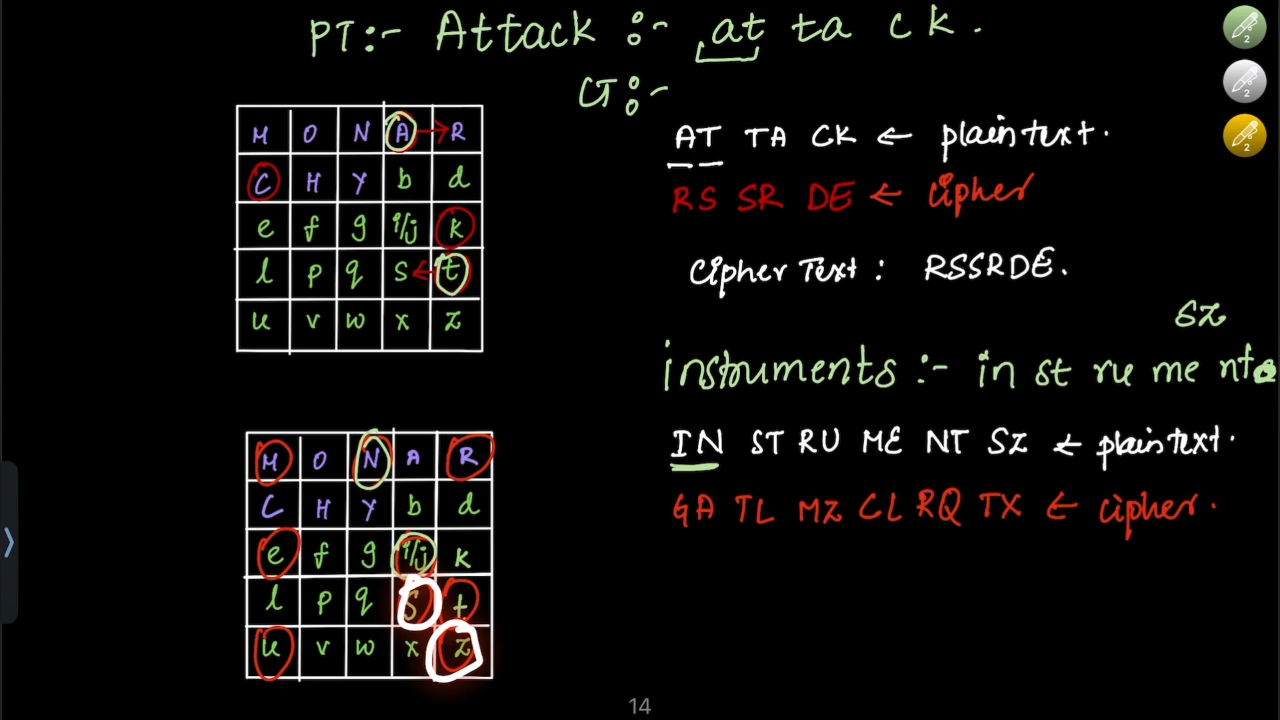 PT:- Attack :- at ta ck.
CT:-
M O N A → R
C H Y b d
e f g i/j k
l p q s ← t
u v w x z
AT TA CK ← plaintext.
RS SR DE ← cipher
Cipher Text : RSSRDE.
sz
instruments :- in st ru me nt
M O N A R
C H Y b d
e f g i/j k
l p q s t
u v w x z
IN ST RU ME NT SZ ← plaintext.
GA TL MZ CL RQ TX ← cipher.
14